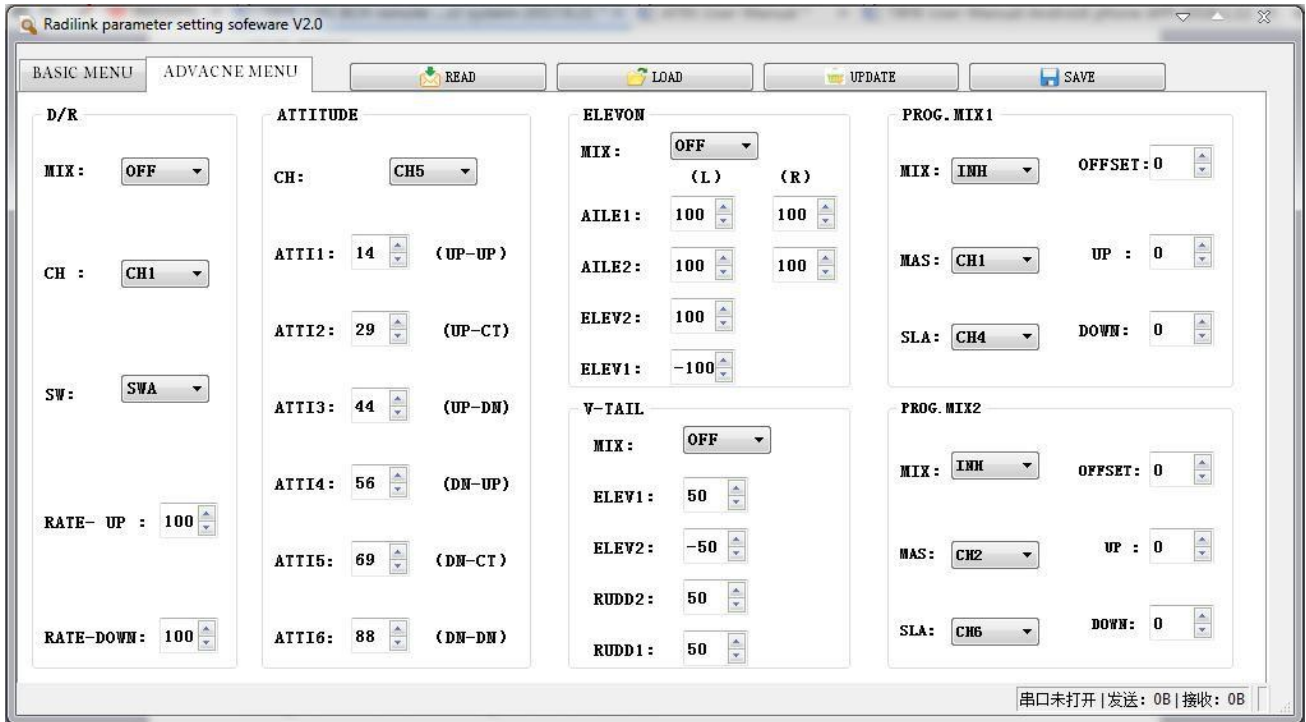 Radilink parameter setting sofeware V2.0
BASIC MENU ADVACNE MENU READ LOAD UPDATE SAVE
D/R
MIX: OFF
CH : CH1
SW: SWA
RATE- UP : 100
RATE-DOWN: 100
ATTITUDE
CH: CH5
ATTI1: 14 (UP-UP)
ATTI2: 29 (UP-CT)
ATTI3: 44 (UP-DN)
ATTI4: 56 (DN-UP)
ATTI5: 69 (DN-CT)
ATTI6: 88 (DN-DN)
ELEVON
MIX: OFF
(L) (R)
AILE1: 100 100
AILE2: 100 100
ELEV2: 100
ELEV1: -100
V-TAIL
MIX: OFF
ELEV1: 50
ELEV2: -50
RUDD2: 50
RUDD1: 50
PROG.MIX1
MIX: INH OFFSET: 0
MAS: CH1 UP : 0
SLA: CH4 DOWN: 0
PROG.MIX2
MIX: INH OFFSET: 0
MAS: CH2 UP : 0
SLA: CH6 DOWN: 0
串口未打开|发送: 0B|接收: 0B